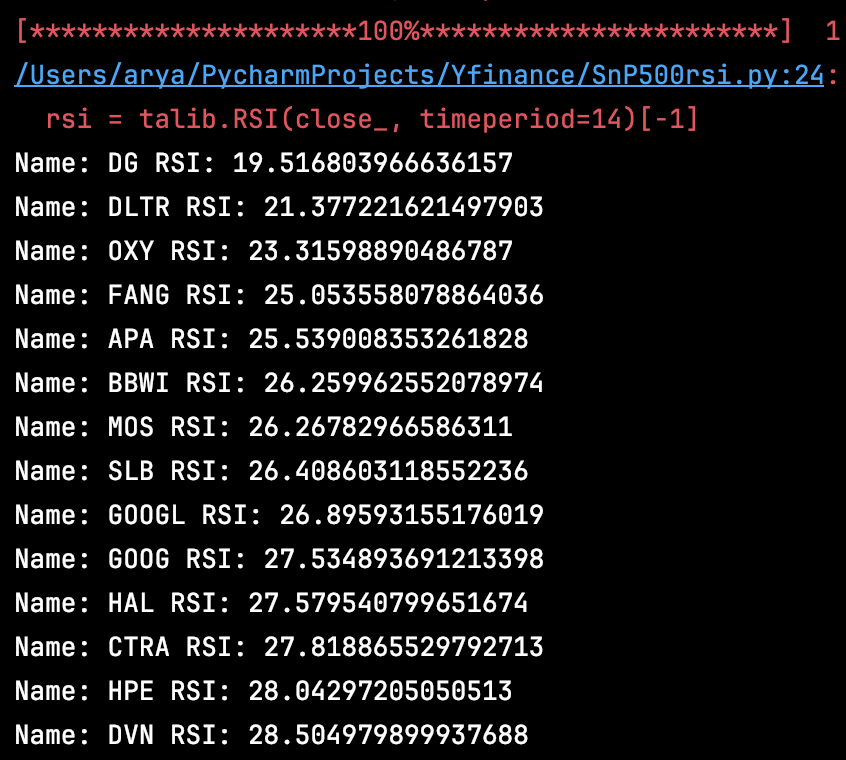 [*********************100%***********************] 1
/Users/arya/PycharmProjects/Yfinance/SnP500rsi.py:24:
rsi = talib.RSI(close_, timeperiod=14)[-1]
Name: DG RSI: 19.516803966636157
Name: DLTR RSI: 21.377221621497903
Name: OXY RSI: 23.31598890486787
Name: FANG RSI: 25.053558078864036
Name: APA RSI: 25.539008353261828
Name: BBWI RSI: 26.259962552078974
Name: MOS RSI: 26.26782966586311
Name: SLB RSI: 26.408603118552236
Name: GOOGL RSI: 26.89593155176019
Name: GOOG RSI: 27.534893691213398
Name: HAL RSI: 27.579540799651674
Name: CTRA RSI: 27.818865529792713
Name: HPE RSI: 28.04297205050513
Name: DVN RSI: 28.504979899937688